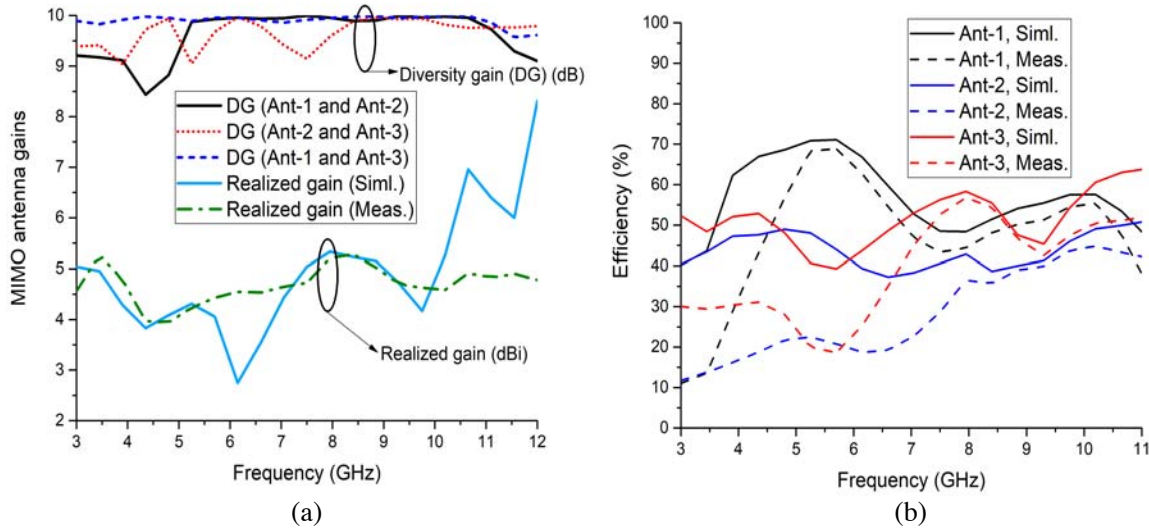 10
9
8
7
6
5
4
3
2
MIMO antenna gains
Diversity gain (DG) (dB)
DG (Ant-1 and Ant-2)
DG (Ant-2 and Ant-3)
DG (Ant-1 and Ant-3)
Realized gain (Siml.)
Realized gain (Meas.)
Realized gain (dBi)
3 4 5 6 7 8 9 10 11 12
Frequency (GHz)
(a)
100
90
80
70
60
50
40
30
20
10
0
Efficiency (%)
Ant-1, Siml.
Ant-1, Meas.
Ant-2, Siml.
Ant-2, Meas.
Ant-3, Siml.
Ant-3, Meas.
3 4 5 6 7 8 9 10 11
Frequency (GHz)
(b)